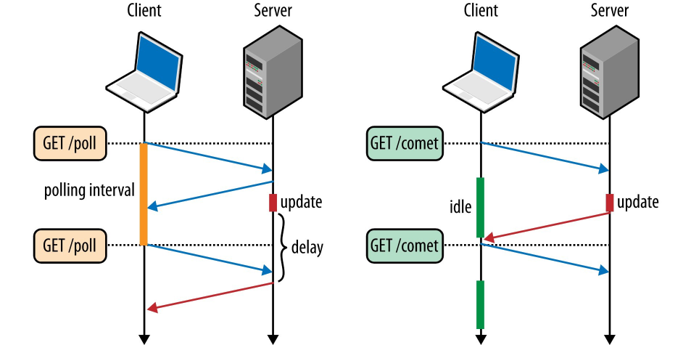 Client
Server
GET /poll
polling interval
update
GET /poll
delay
Client
Server
GET /comet
idle
update
GET /comet